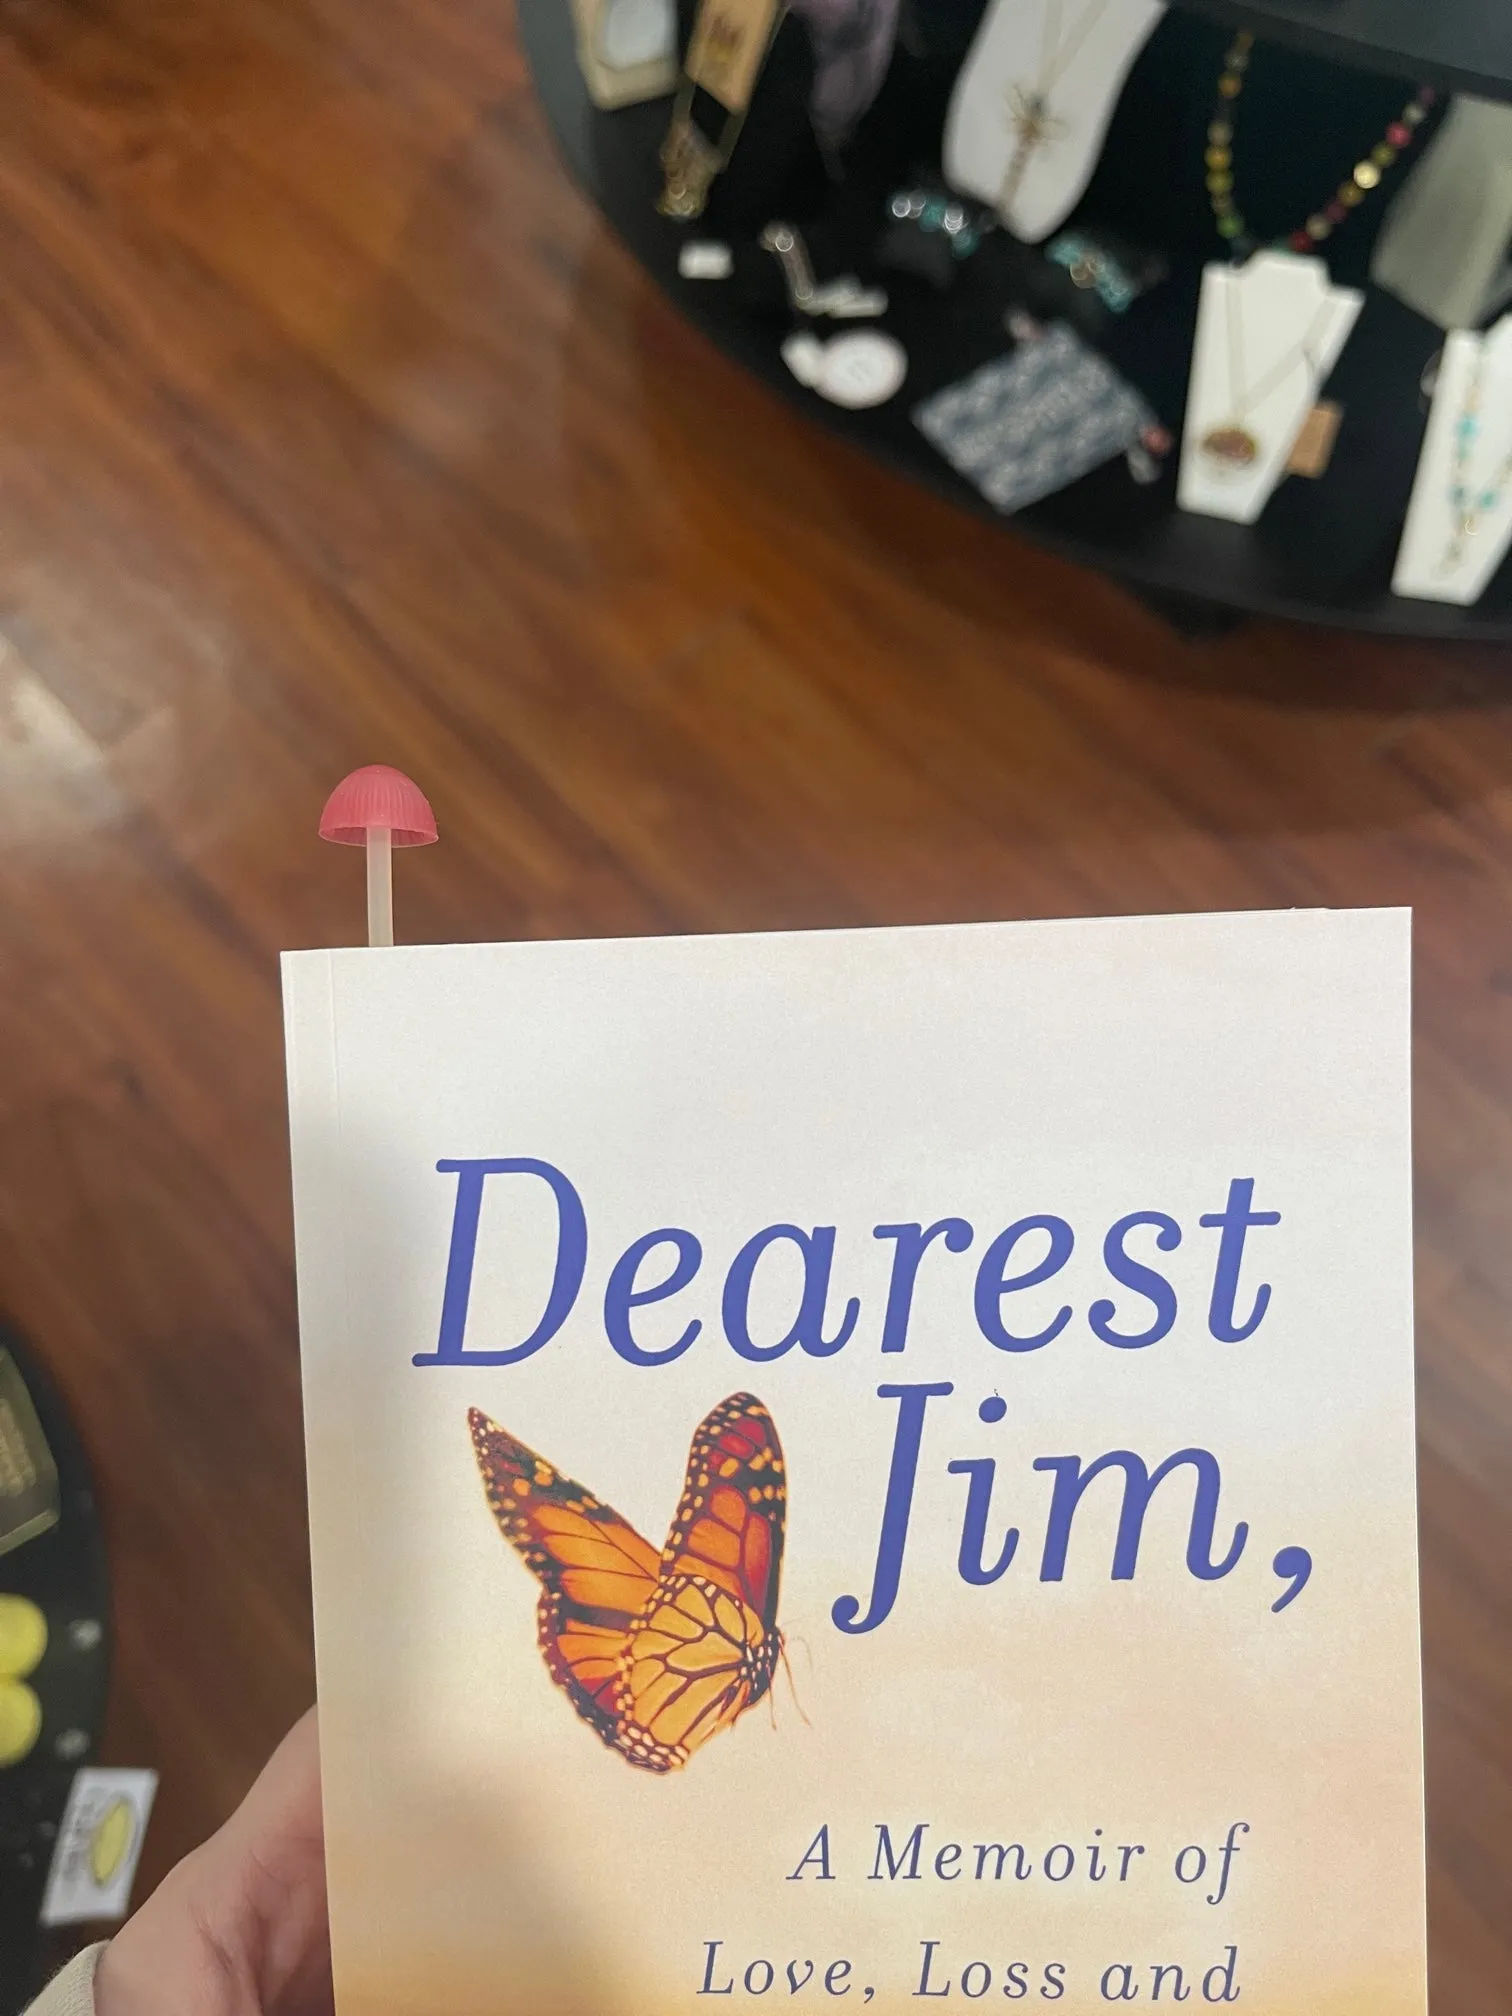 Dearest
Jim,
A Memoir of
Love, Loss and